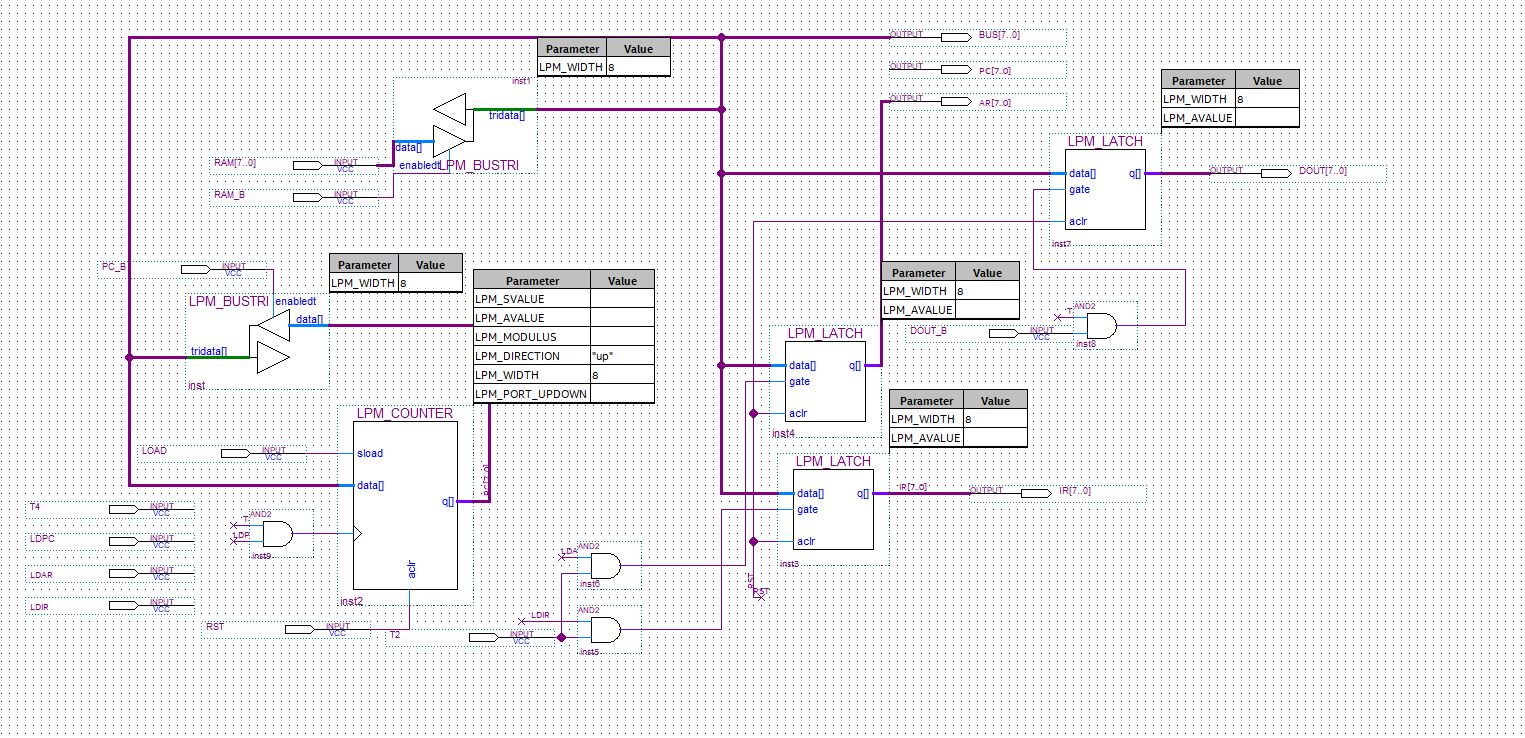 OUTPUT BUS[7..0]
Parameter Value
LPM_WIDTH 8
OUTPUT PC[7..0]
inst1
Parameter Value
LPM_WIDTH 8
LPM_AVALUE
OUTPUT AR[7..0]
tridata[]
LPM_LATCH
data[]
RAM[7..0] INPUT
VCC
enabledt LPM_BUSTRI
data[] q[]
OUTPUT DOUT[7..0]
gate
RAM_B INPUT
VCC
aclr
inst7
PC_B INPUT
VCC
Parameter Value
LPM_WIDTH 8
Parameter Value
LPM_WIDTH 8
LPM_AVALUE
Parameter Value
LPM_SVALUE
LPM_AVALUE
LPM_MODULUS
LPM_DIRECTION "up"
LPM_WIDTH 8
LPM_PORT_UPDOWN
LPM_BUSTRI enabledt
data[]
tridata[]
inst
AND2
T
DOUT_B INPUT
VCC
inst8
LPM_LATCH
data[] q[]
gate
aclr
inst4
Parameter Value
LPM_WIDTH 8
LPM_AVALUE
LPM_COUNTER
LOAD INPUT
VCC
sload
data[]
q[]
PC[7..0]
aclr
inst2
LPM_LATCH
data[] q[]
gate
aclr
inst3
IR[7..0] OUTPUT IR[7..0]
T4 INPUT
VCC
T AND2
LDP
inst9
LDPC INPUT
VCC
LDAR INPUT
VCC
LDIR INPUT
VCC
AND2
LDA
inst6
RST
RST
RST INPUT
VCC
T2 INPUT
VCC
AND2
LDIR
inst5